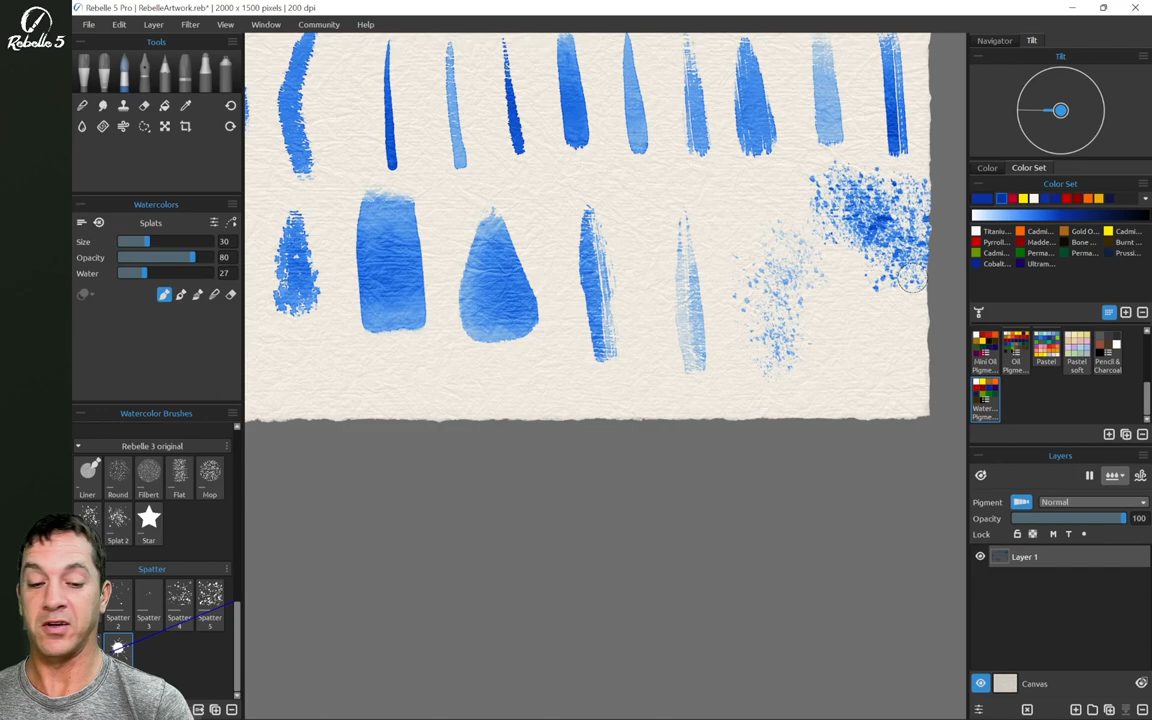 Rebelle 5 Pro | RebelleArtwork.reb* | 2000 x 1500 pixels | 200 dpi
Rebelle 5
File Edit Layer Filter View Window Community Help
Tools
Watercolors
Splats
Size 30
Opacity 80
Water 27
Watercolor Brushes
Rebelle 3 original
Liner Round Filbert Flat Mop
Splat 2 Star
Spatter
Spatter 2 Spatter 3 Spatter 4 Spatter 5
Navigator Tilt
Tilt
Color Color Set
Color Set
Titaniu... Cadmi... Gold O... Cadmi...
Pyrroll... Madde... Bone ... Burnt ...
Cadmi... Perma... Perma... Prussi...
Cobalt... Ultram...
Mini Oil Pigme... Oil Pigme... Pastel Pastel soft Pencil & Charcoal
Water... Pigme...
Layers
Pigment Normal
Opacity 100
Lock M T
Layer 1
Canvas